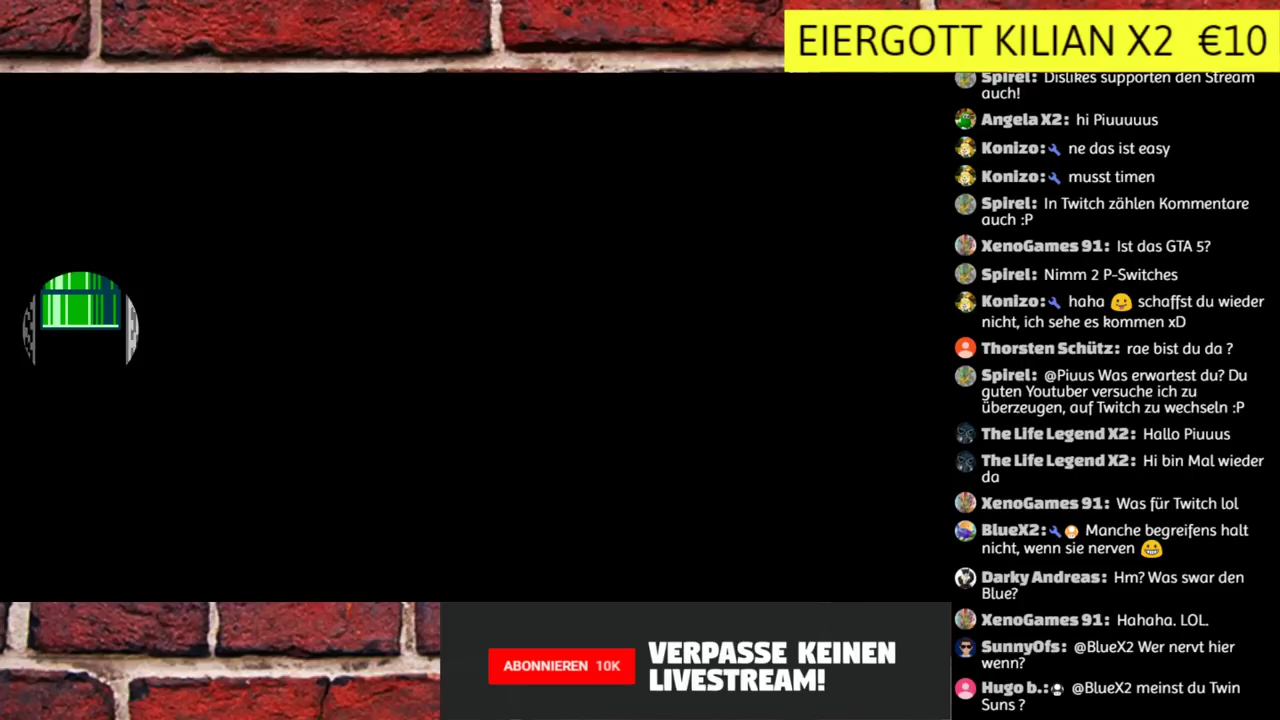 EIERGOTT KILIAN X2 €10
Spirel: Dislikes supporten den Stream
auch!
Angela X2: hi Piuuuuus
Konizo: ne das ist easy
Konizo: musst timen
Spirel: In Twitch zählen Kommentare
auch :P
XenoGames 91: Ist das GTA 5?
Spirel: Nimm 2 P-Switches
Konizo: haha 😛 schaffst du wieder
nicht, ich sehe es kommen xD
Thorsten Schütz: rae bist du da ?
Spirel: @Piuus Was erwartest du? Du
guten Youtuber versuche ich zu
überzeugen, auf Twitch zu wechseln :P
The Life Legend X2: Hallo Piuuus
The Life Legend X2: Hi bin Mal wieder
da
XenoGames 91: Was für Twitch lol
BlueX2: Manche begreifens halt
nicht, wenn sie nerven 😀
Darky Andreas: Hm? Was swar den
Blue?
XenoGames 91: Hahaha. LOL.
SunnyOfs: @BlueX2 Wer nervt hier
wenn?
Hugo b.: @BlueX2 meinst du Twin
Suns ?
ABONNIEREN 10K
VERPASSE KEINEN
LIVESTREAM!